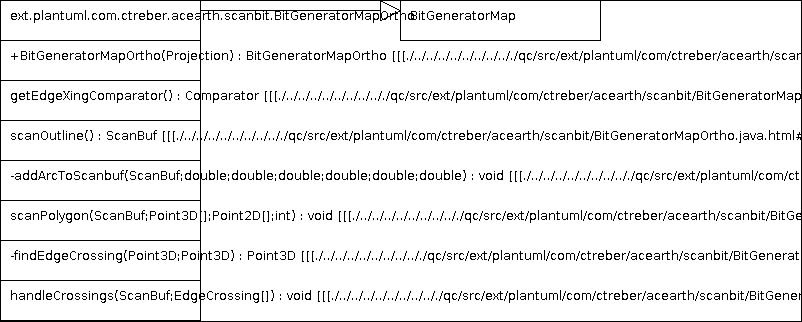 ext.plantuml.com.ctreber.acearth.scanbit.BitGeneratorMapOrtho
BitGeneratorMap
+BitGeneratorMapOrtho(Projection) : BitGeneratorMapOrtho [[[./../../../../../../../../../qc/src/ext/plantuml/com/ctreber/acearth/scan
getEdgeXingComparator() : Comparator [[[./../../../../../../../../../qc/src/ext/plantuml/com/ctreber/acearth/scanbit/BitGeneratorMap
scanOutline() : ScanBuf [[[./../../../../../../../../../qc/src/ext/plantuml/com/ctreber/acearth/scanbit/BitGeneratorMapOrtho.java.html#
-addArcToScanbuf(ScanBuf;double;double;double;double;double;double) : void [[[./../../../../../../../../../qc/src/ext/plantuml/com/ct
scanPolygon(ScanBuf;Point3D[];Point2D[];int) : void [[[./../../../../../../../../../qc/src/ext/plantuml/com/ctreber/acearth/scanbit/BitGe
-findEdgeCrossing(Point3D;Point3D) : Point3D [[[./../../../../../../../../../qc/src/ext/plantuml/com/ctreber/acearth/scanbit/BitGenerat
handleCrossings(ScanBuf;EdgeCrossing[]) : void [[[./../../../../../../../../../qc/src/ext/plantuml/com/ctreber/acearth/scanbit/BitGener